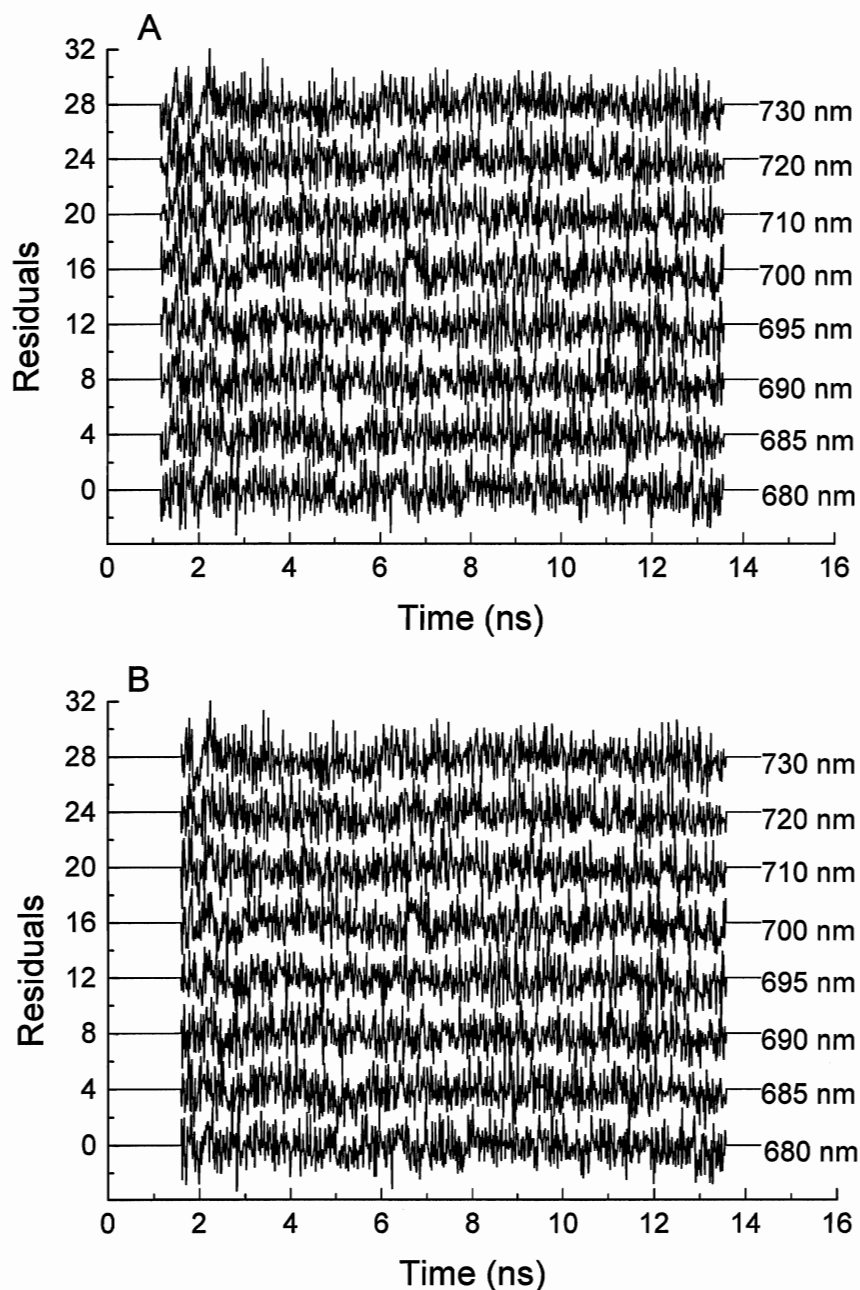 A
32
28
24
20
16
12
8
4
0
Residuals
730 nm
720 nm
710 nm
700 nm
695 nm
690 nm
685 nm
680 nm
0 2 4 6 8 10 12 14 16
Time (ns)
B
32
28
24
20
16
12
8
4
0
Residuals
730 nm
720 nm
710 nm
700 nm
695 nm
690 nm
685 nm
680 nm
0 2 4 6 8 10 12 14 16
Time (ns)